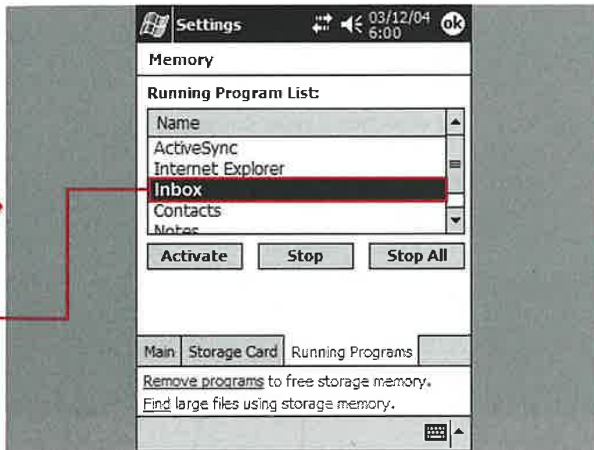 Settings
03/12/04
6:00
ok
Memory
Running Program List:
Name
ActiveSync
Internet Explorer
Inbox
Contacts
Notes
Activate Stop Stop All
Main Storage Card Running Programs
Remove programs to free storage memory.
Find large files using storage memory.